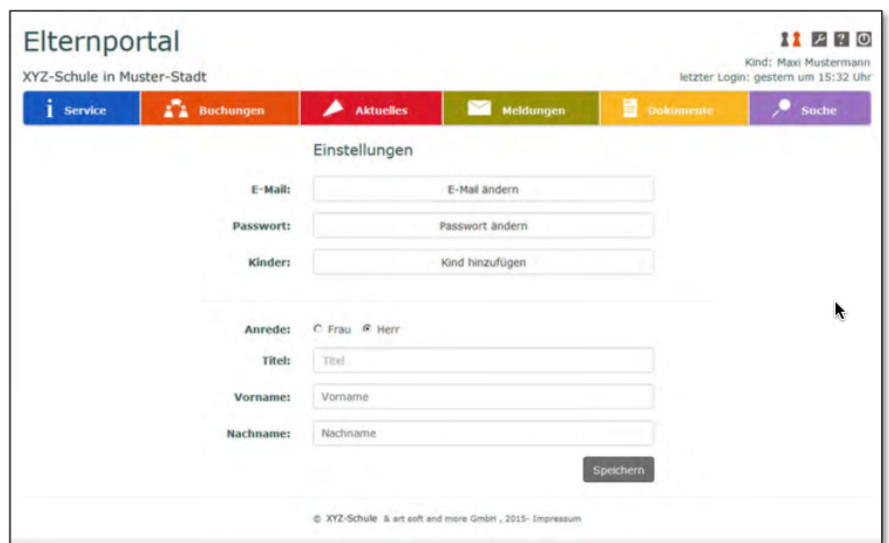 Elternportal
Kind: Maxi Mustermann
XYZ-Schule in Muster-Stadt
letzter Login: gestern um 15:32 Uhr
Service Buchungen Aktuelles Meldungen Dokumente Suche
Einstellungen
E-Mail: E-Mail ändern
Passwort: Passwort ändern
Kinder: Kind hinzufügen
Anrede: Frau Herr
Titel: Titel
Vorname: Vorname
Nachname: Nachname
Speichern
© XYZ-Schule & art soft and more GmbH , 2015- Impressum